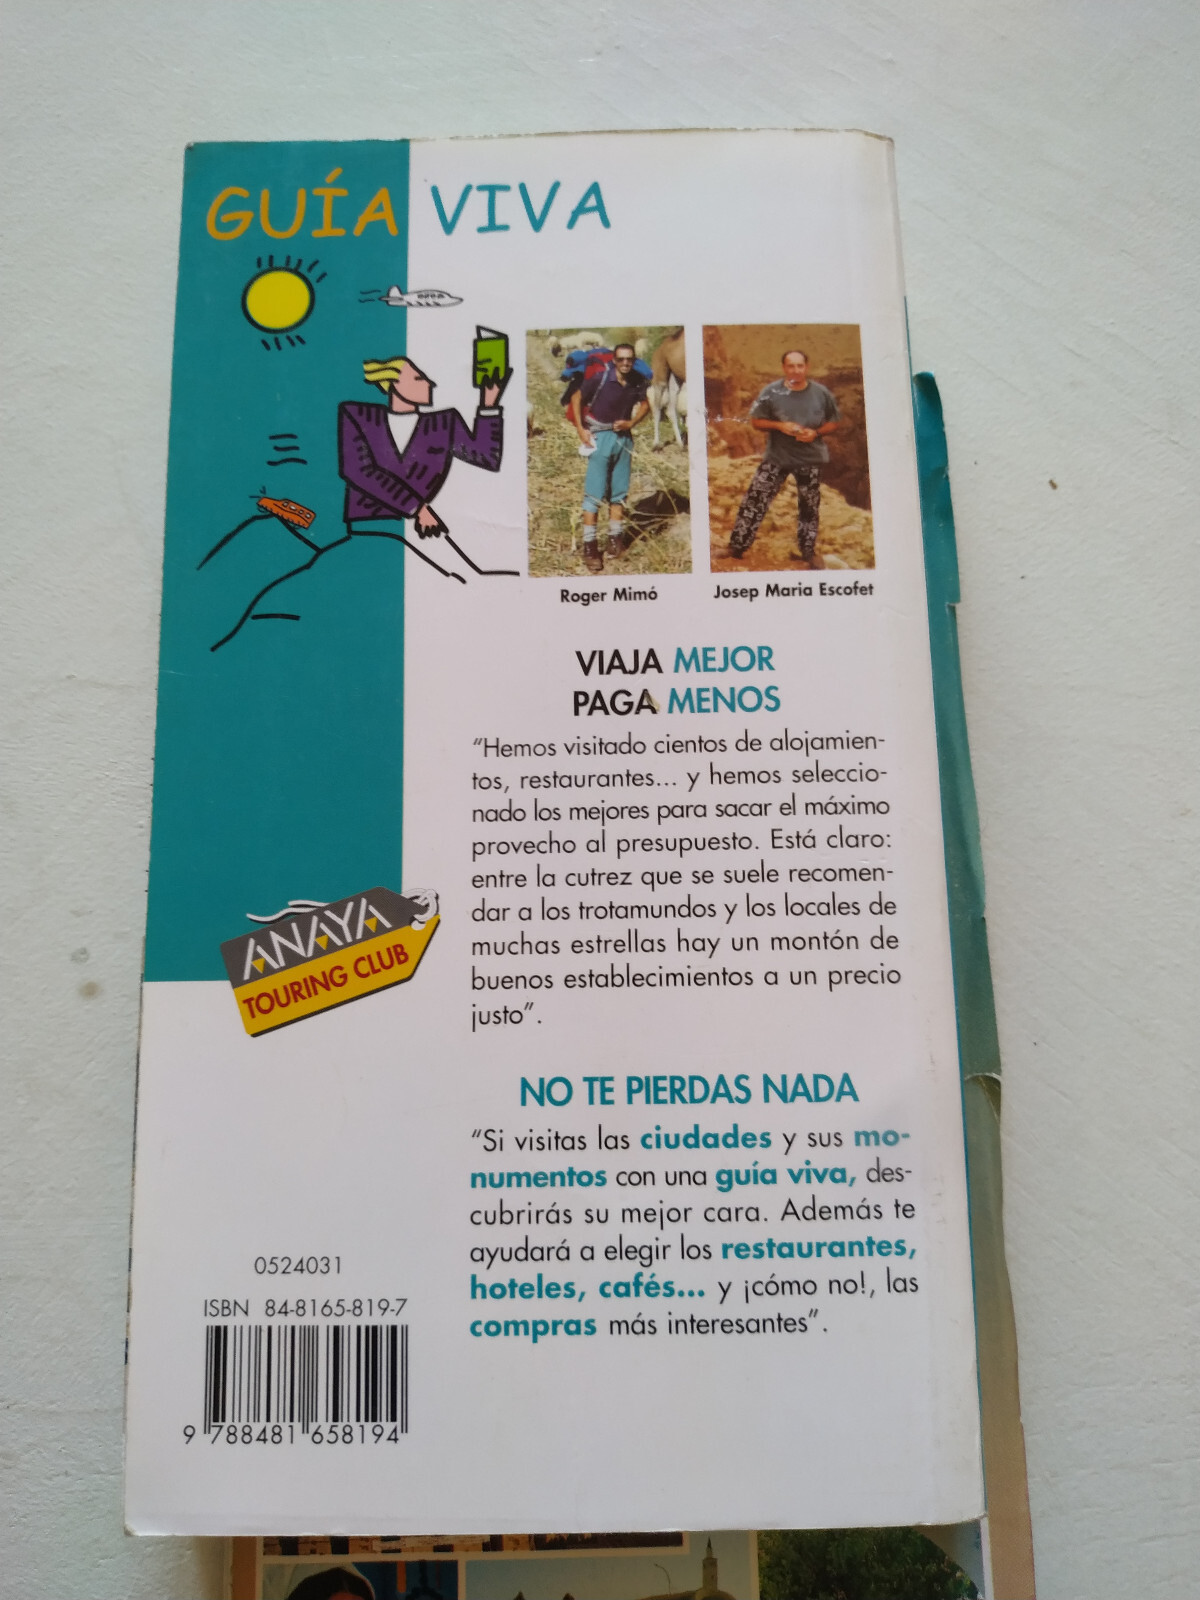 GUÍA VIVA
Roger Mimó
Josep Maria Escofet
VIAJA MEJOR
PAGA MENOS
“Hemos visitado cientos de alojamien-
tos, restaurantes... y hemos seleccio-
nado los mejores para sacar el máximo
provecho al presupuesto. Está claro:
entre la cutrez que se suele recomen-
dar a los trotamundos y los locales de
muchas estrellas hay un montón de
buenos establecimientos a un precio
justo”.
ANAYA
TOURING CLUB
NO TE PIERDAS NADA
“Si visitas las ciudades y sus mo-
numentos con una guía viva, des-
cubrirás su mejor cara. Además te
ayudará a elegir los restaurantes,
hoteles, cafés... y ¡cómo no!, las
compras más interesantes”.
0524031
ISBN 84-8165-819-7
9 788481 658194